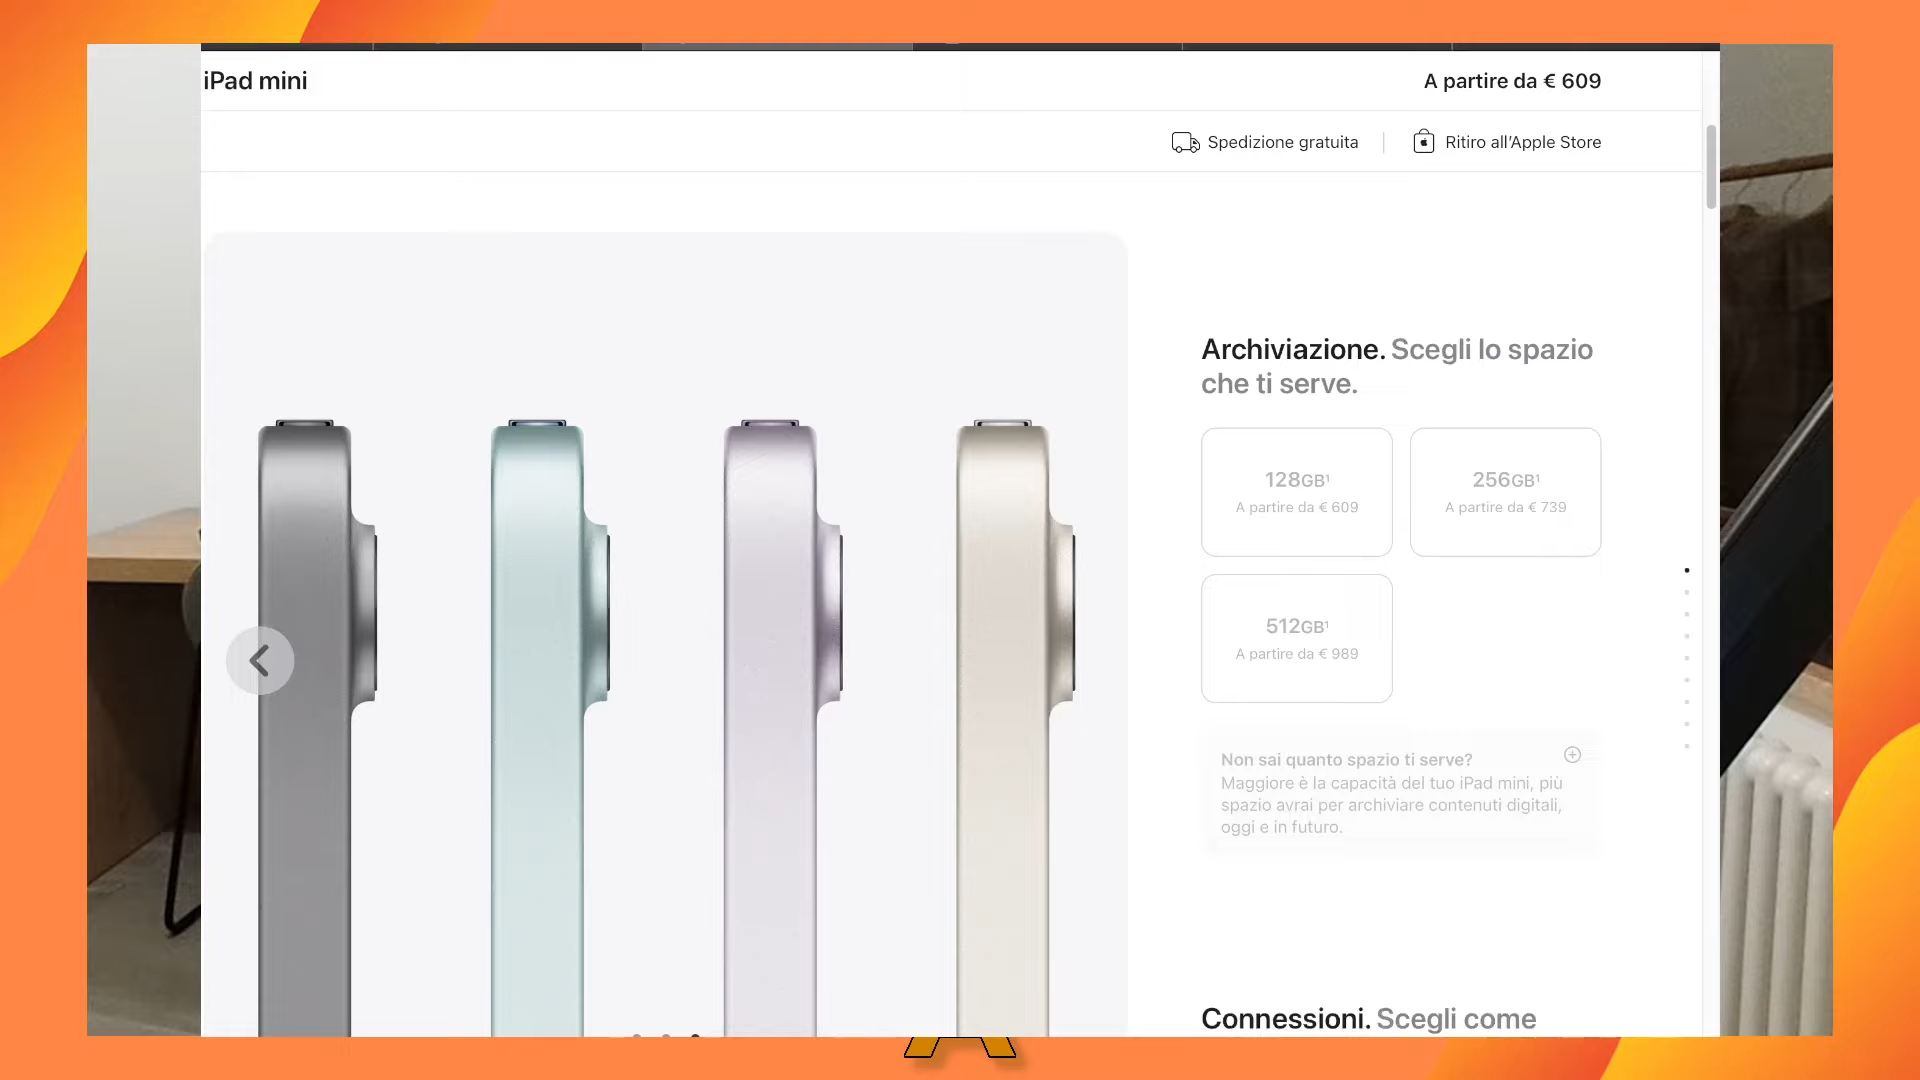 iPad mini
A partire da € 609
Spedizione gratuita
Ritiro all'Apple Store
Archiviazione. Scegli lo spazio
che ti serve.
128GB¹
A partire da € 609
256GB¹
A partire da € 739
512GB¹
A partire da € 989
Non sai quanto spazio ti serve?
Maggiore è la capacità del tuo iPad mini, più
spazio avrai per archiviare contenuti digitali,
oggi e in futuro.
Connessioni. Scegli come